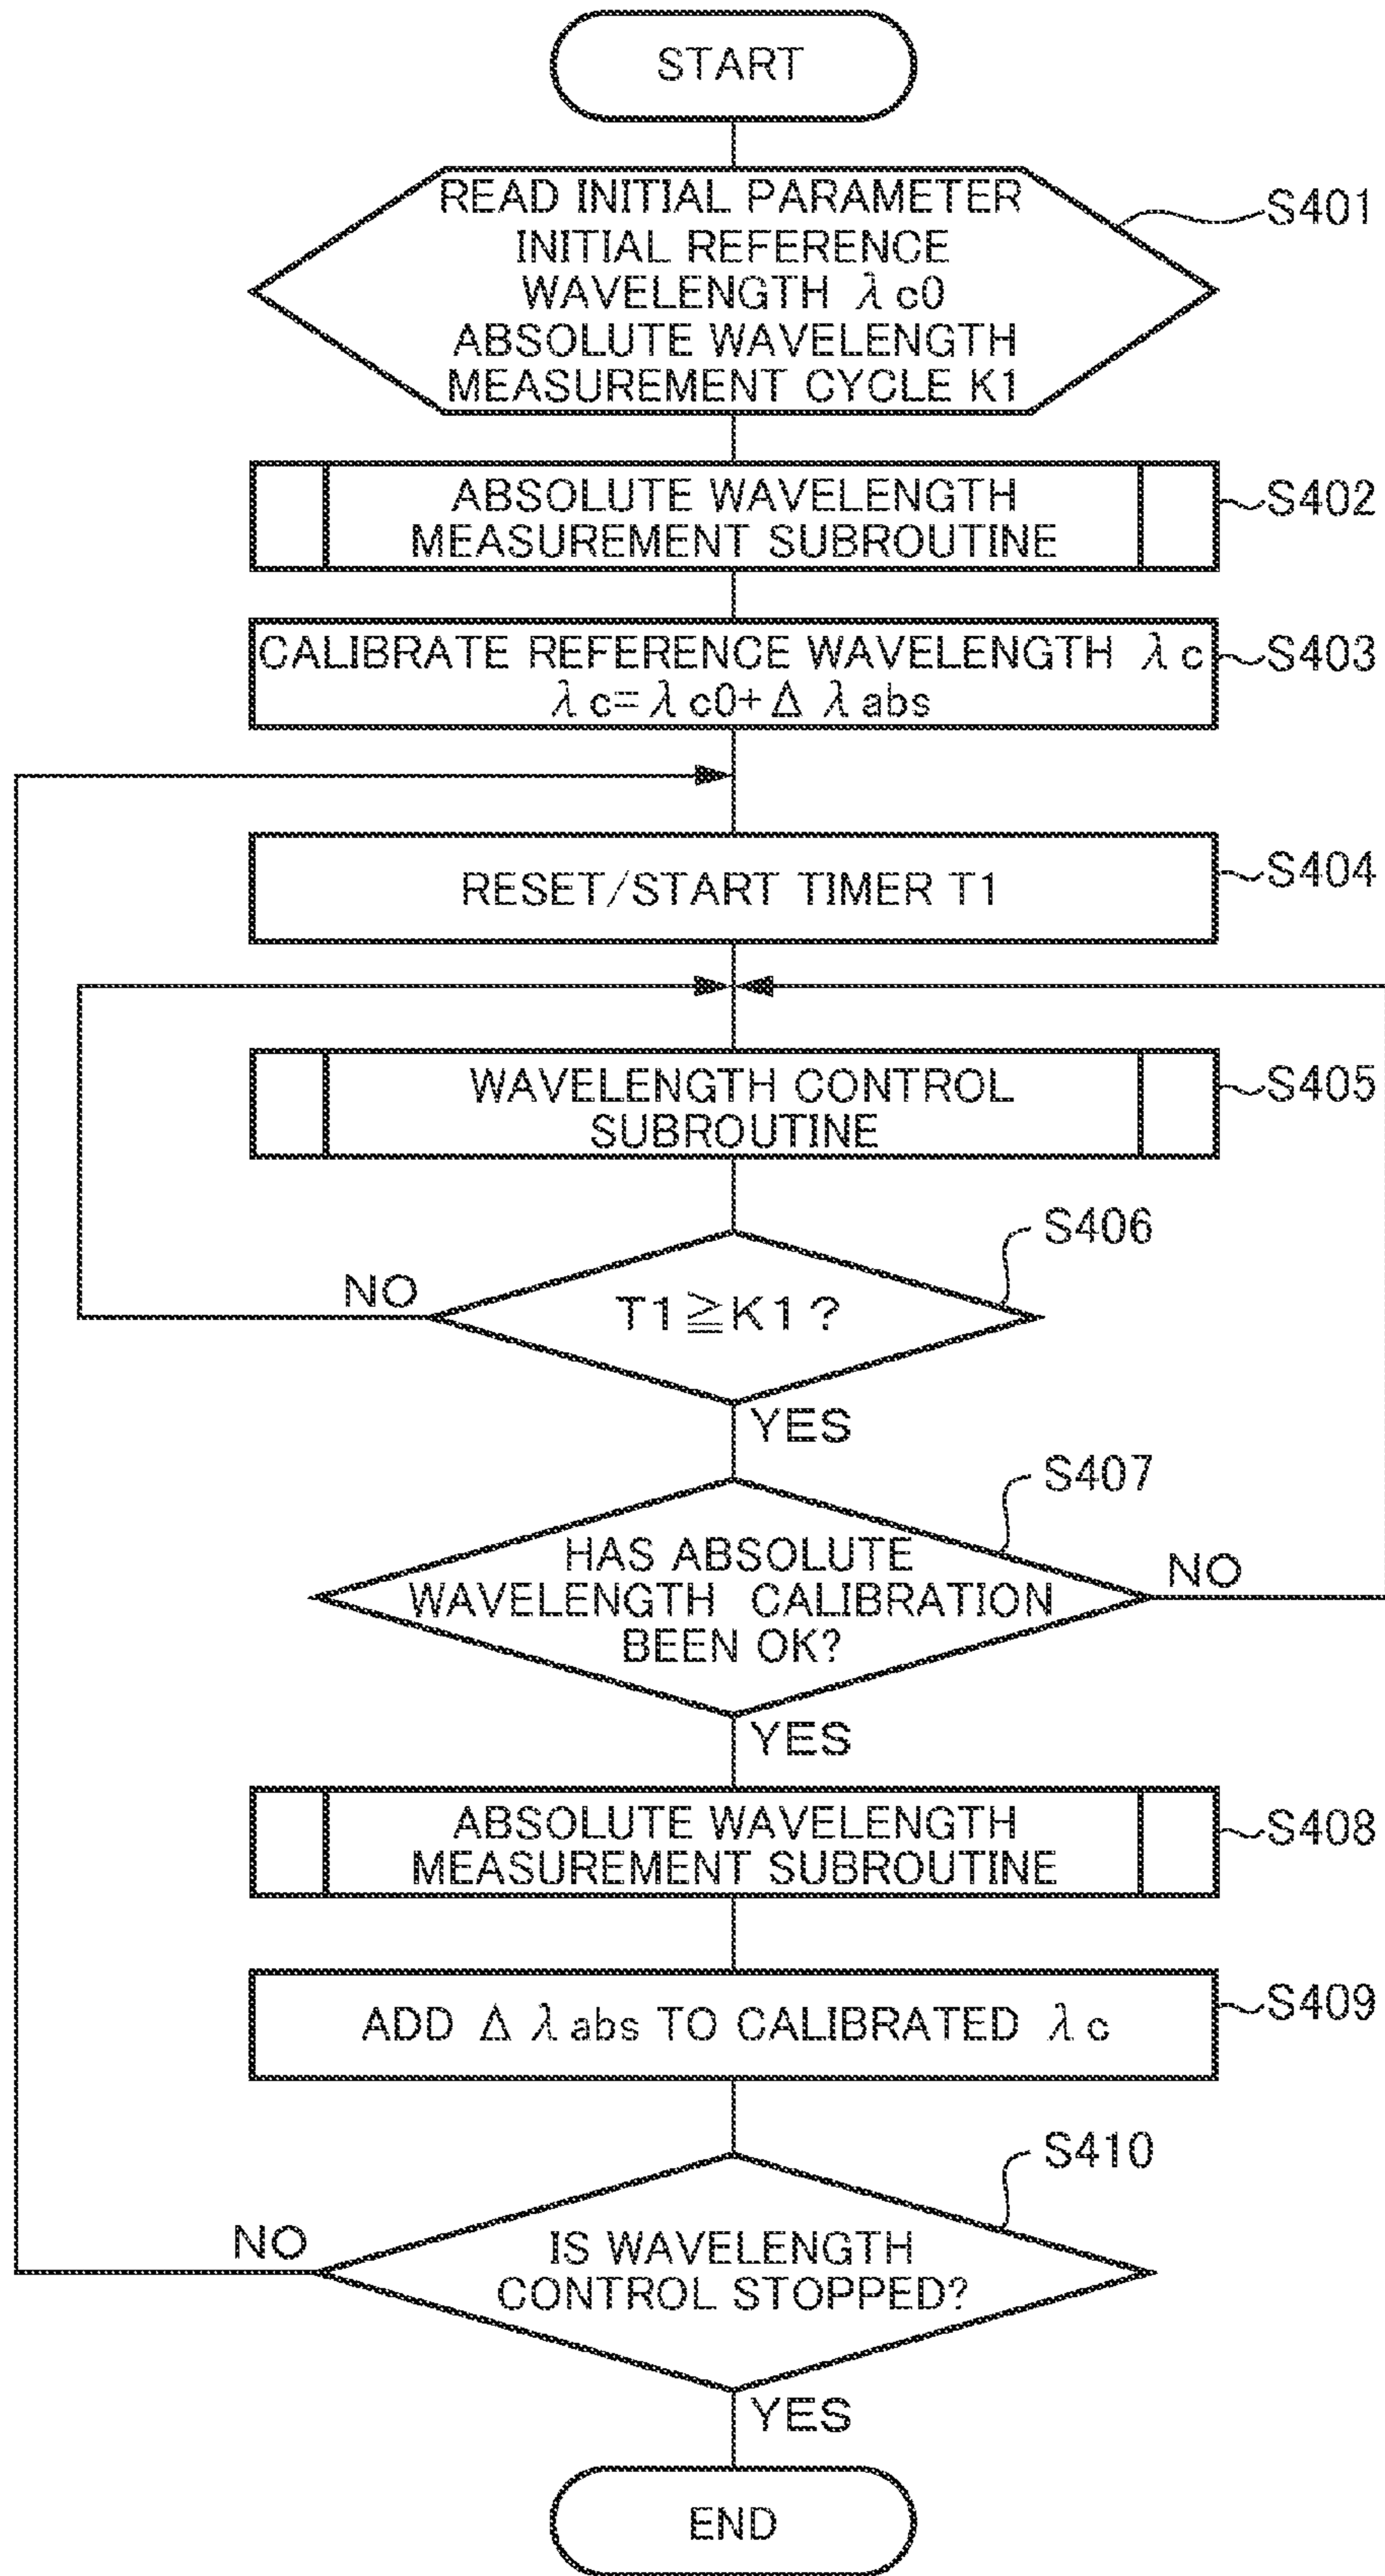 START
READ INITIAL PARAMETER
INITIAL REFERENCE
WAVELENGTH λc0
ABSOLUTE WAVELENGTH
MEASUREMENT CYCLE K1
S401
ABSOLUTE WAVELENGTH
MEASUREMENT SUBROUTINE
S402
CALIBRATE REFERENCE WAVELENGTH λc
λc=λc0+Δλabs
S403
RESET/START TIMER T1
S404
WAVELENGTH CONTROL
SUBROUTINE
S405
S406
NO
T1≧K1?
YES
S407
HAS ABSOLUTE
WAVELENGTH CALIBRATION
BEEN OK?
NO
YES
ABSOLUTE WAVELENGTH
MEASUREMENT SUBROUTINE
S408
ADD Δλabs TO CALIBRATED λc
S409
S410
NO
IS WAVELENGTH
CONTROL STOPPED?
YES
END